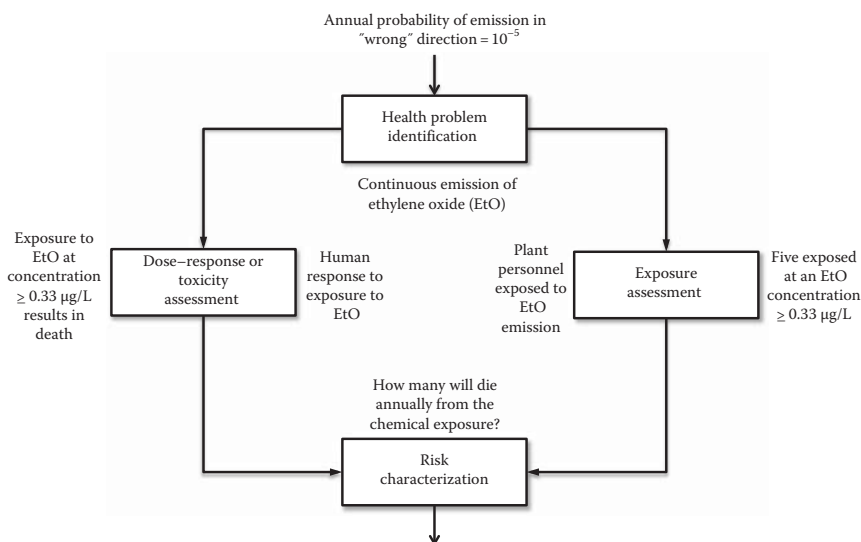 Annual probability of emission in
"wrong" direction = 10⁻⁵
Health problem
identification
Continuous emission of
ethylene oxide (EtO)
Exposure to
EtO at
concentration
≥ 0.33 μg/L
results in
death
Dose–response or
toxicity
assessment
Human
response to
exposure to
EtO
Plant
personnel
exposed to
EtO
emission
Exposure
assessment
Five exposed
at an EtO
concentration
≥ 0.33 μg/L
How many will die
annually from the
chemical exposure?
Risk
characterization